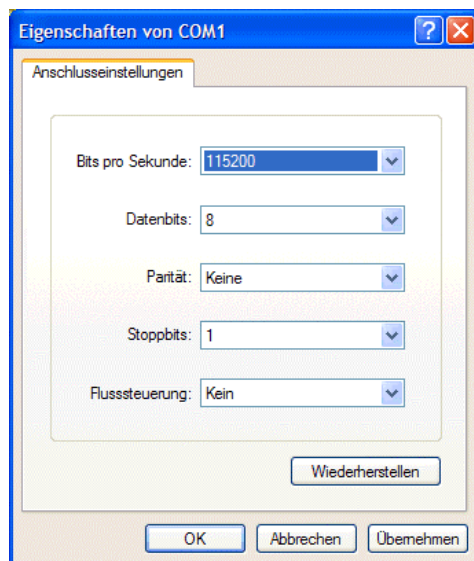 Eigenschaften von COM1
Anschlusseinstellungen
Bits pro Sekunde: 115200
Datenbits: 8
Parität: Keine
Stoppbits: 1
Flusssteuerung: Kein
Wiederherstellen
OK Abbrechen Übernehmen